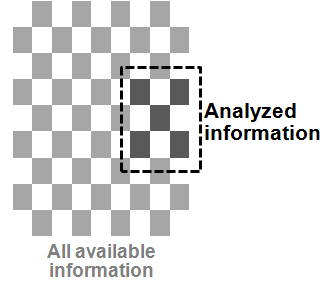 Analyzed
information
All available
information